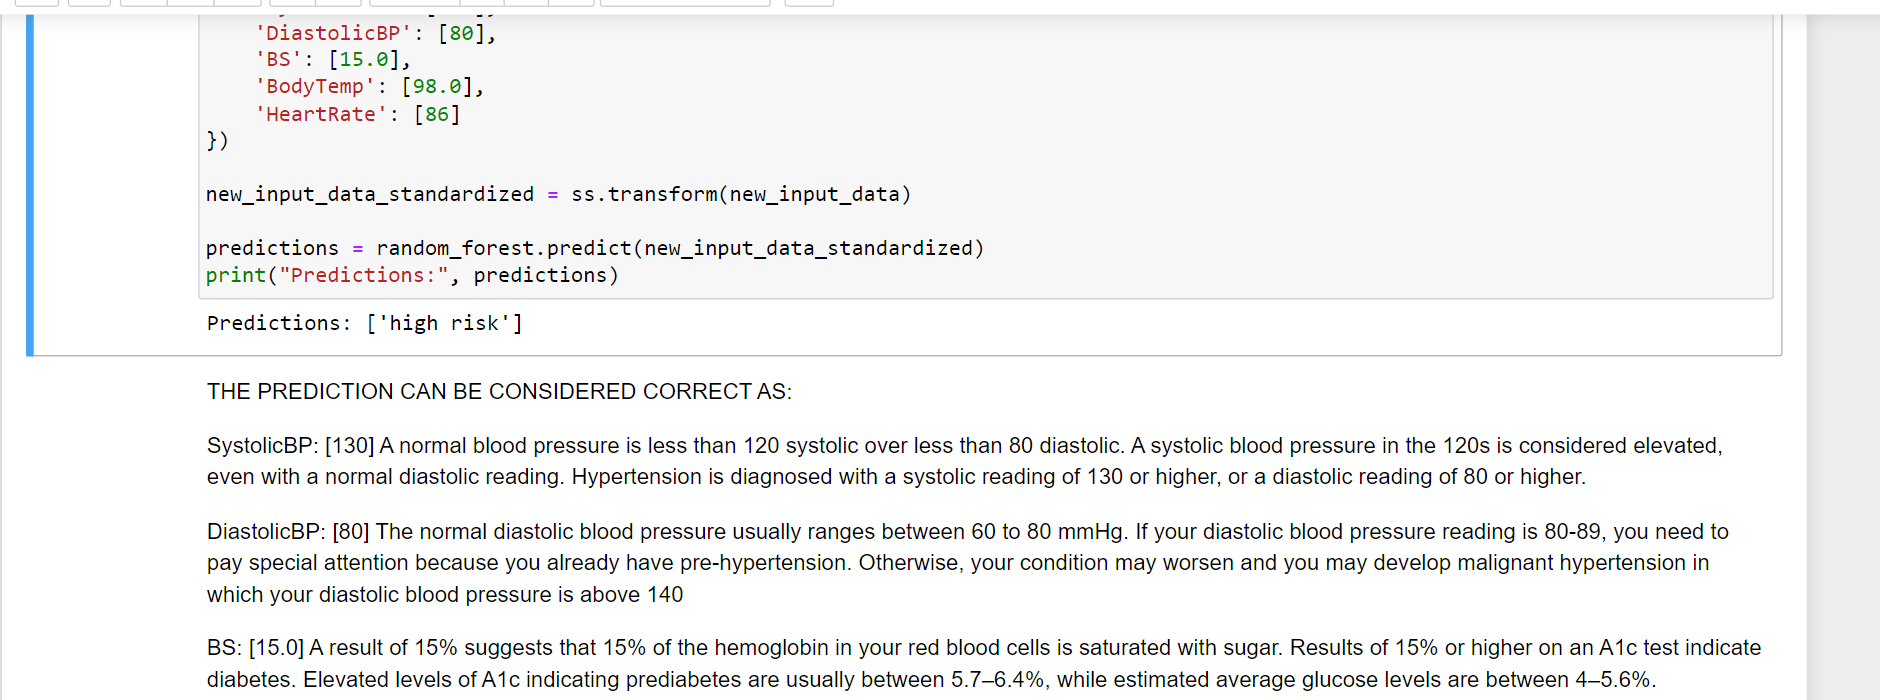 'DiastolicBP': [80],
'BS': [15.0],
'BodyTemp': [98.0],
'HeartRate': [86]
})
new_input_data_standardized = ss.transform(new_input_data)
predictions = random_forest.predict(new_input_data_standardized)
print("Predictions:", predictions)
Predictions: ['high risk']
THE PREDICTION CAN BE CONSIDERED CORRECT AS:
SystolicBP: [130] A normal blood pressure is less than 120 systolic over less than 80 diastolic. A systolic blood pressure in the 120s is considered elevated,
even with a normal diastolic reading. Hypertension is diagnosed with a systolic reading of 130 or higher, or a diastolic reading of 80 or higher.
DiastolicBP: [80] The normal diastolic blood pressure usually ranges between 60 to 80 mmHg. If your diastolic blood pressure reading is 80-89, you need to
pay special attention because you already have pre-hypertension. Otherwise, your condition may worsen and you may develop malignant hypertension in
which your diastolic blood pressure is above 140
BS: [15.0] A result of 15% suggests that 15% of the hemoglobin in your red blood cells is saturated with sugar. Results of 15% or higher on an A1c test indicate
diabetes. Elevated levels of A1c indicating prediabetes are usually between 5.7–6.4%, while estimated average glucose levels are between 4–5.6%.